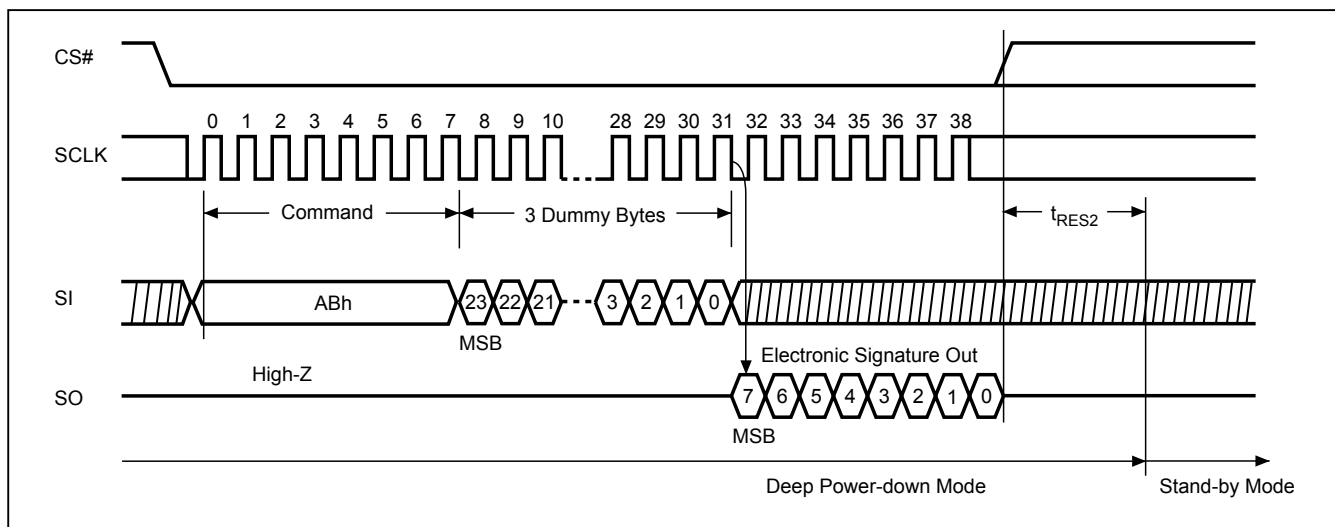 CS#
0 1 2 3 4 5 6 7 8 9 10 28 29 30 31 32 33 34 35 36 37 38
SCLK
Command
3 Dummy Bytes
tRES2
SI
ABh
23 22 21 3 2 1 0
MSB
Electronic Signature Out
High-Z
SO
7 6 5 4 3 2 1 0
MSB
Deep Power-down Mode
Stand-by Mode